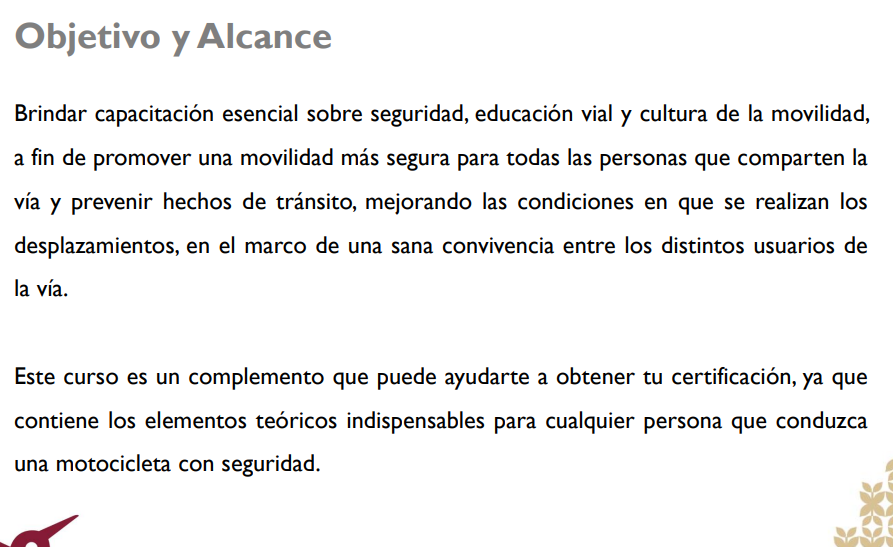 Objetivo y Alcance
Brindar capacitación esencial sobre seguridad, educación vial y cultura de la movilidad,
a fin de promover una movilidad más segura para todas las personas que comparten la
vía y prevenir hechos de tránsito, mejorando las condiciones en que se realizan los
desplazamientos, en el marco de una sana convivencia entre los distintos usuarios de
la vía.
Este curso es un complemento que puede ayudarte a obtener tu certificación, ya que
contiene los elementos teóricos indispensables para cualquier persona que conduzca
una motocicleta con seguridad.